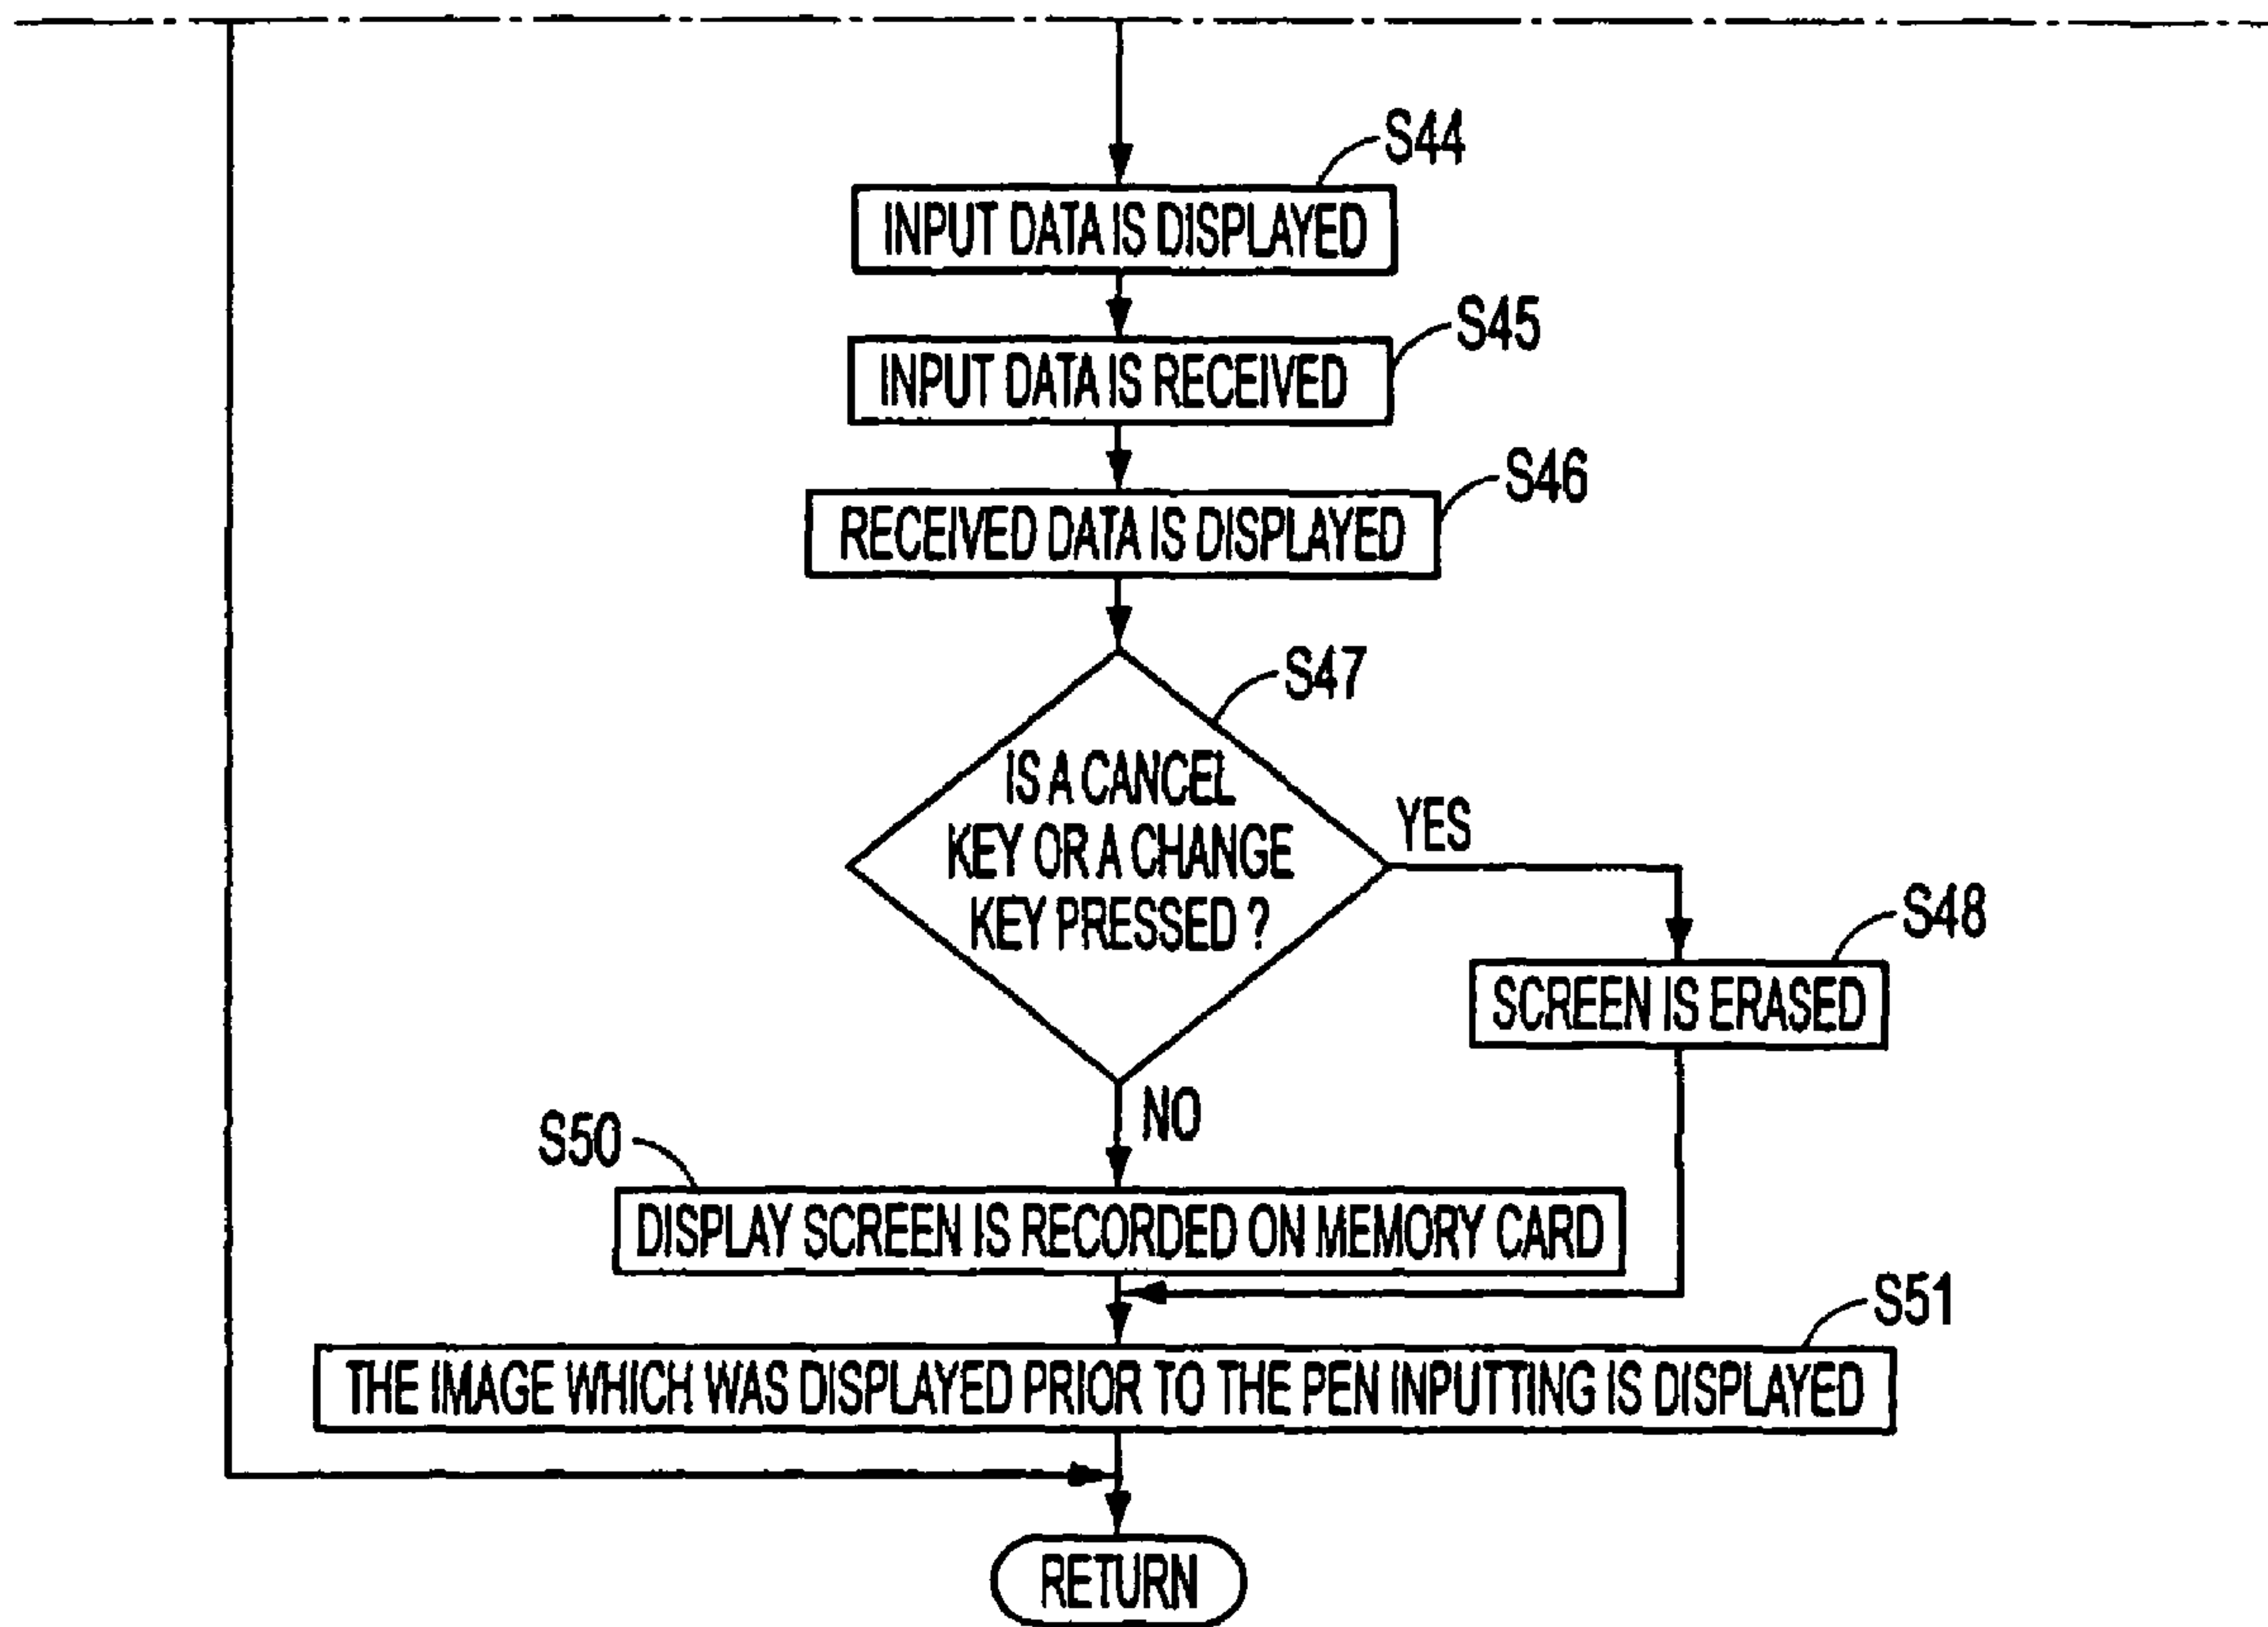 S44
INPUT DATA IS DISPLAYED
S45
INPUT DATA IS RECEIVED
S46
RECEIVED DATA IS DISPLAYED
S47
IS A CANCEL
KEY OR A CHANGE
KEY PRESSED ?
YES
S48
SCREEN IS ERASED
NO
S50
DISPLAY SCREEN IS RECORDED ON MEMORY CARD
S51
THE IMAGE WHICH WAS DISPLAYED PRIOR TO THE PEN INPUTTING IS DISPLAYED
RETURN